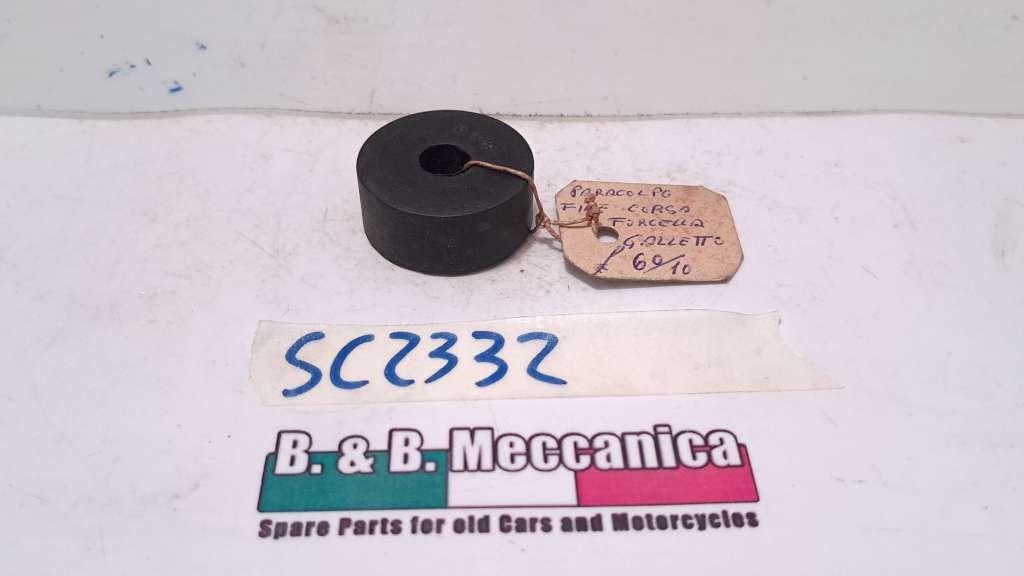 PARACOLPO
FINE CORSA
FORCELLA
GALLETTO
60/10
SC2332
B. & B. Meccanica
Spare Parts for old Cars and Motorcycles